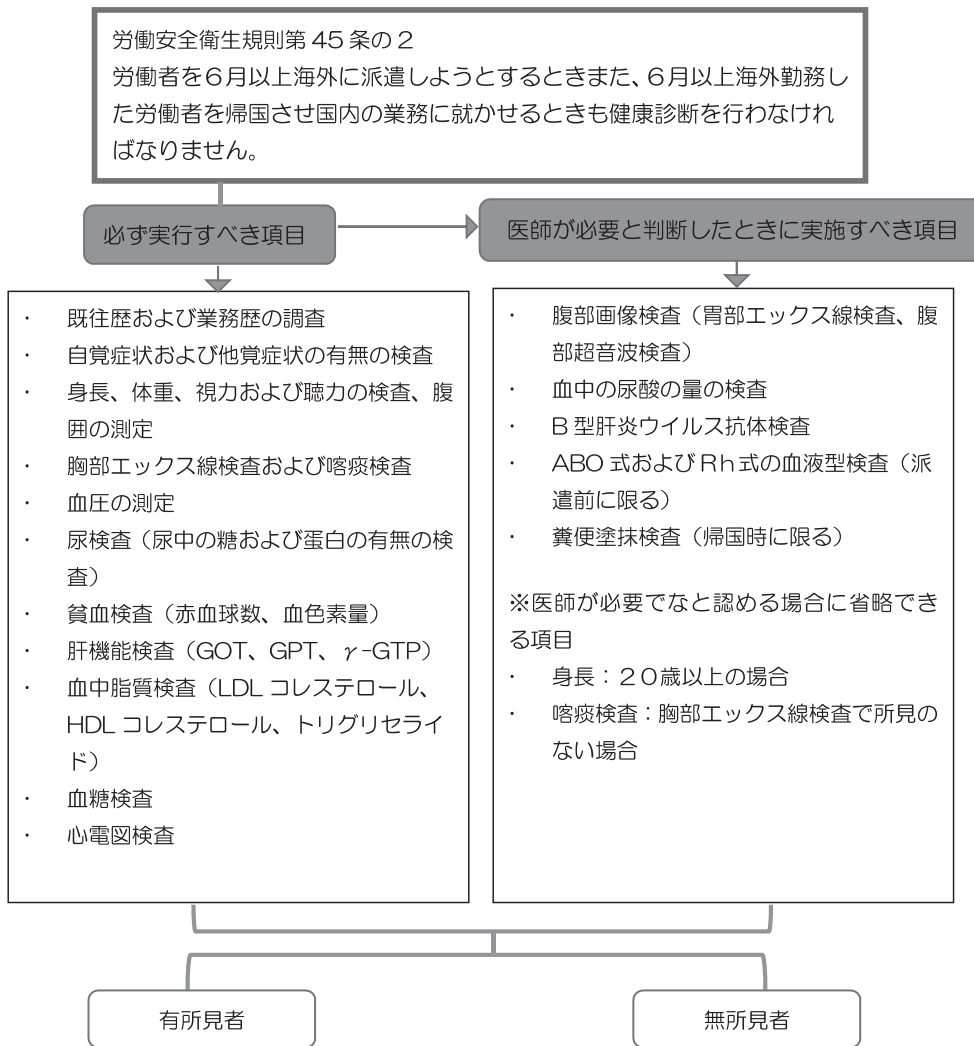 労働安全衛生規則第45条の2
労働者を6月以上海外に派遣しようとするときまた、6月以上海外勤務し
た労働者を帰国させ国内の業務に就かせるときも健康診断を行わなけれ
ばなりません。
必ず実行すべき項目
医師が必要と判断したときに実施すべき項目
・ 既往歴および業務歴の調査
・ 自覚症状および他覚症状の有無の検査
・ 身長、体重、視力および聴力の検査、腹
囲の測定
・ 胸部エックス線検査および喀痰検査
・ 血圧の測定
・ 尿検査（尿中の糖および蛋白の有無の検
査）
・ 貧血検査（赤血球数、血色素量）
・ 肝機能検査（GOT、GPT、γ-GTP）
・ 血中脂質検査（LDL コレステロール、
HDL コレステロール、トリグリセライ
ド）
・ 血糖検査
・ 心電図検査
・ 腹部画像検査（胃部エックス線検査、腹
部超音波検査）
・ 血中の尿酸の量の検査
・ B 型肝炎ウイルス抗体検査
・ ABO 式およびRh式の血液型検査（派
遣前に限る）
・ 糞便塗抹検査（帰国時に限る）
※医師が必要でなと認める場合に省略でき
る項目
・ 身長：20歳以上の場合
・ 喀痰検査：胸部エックス線検査で所見の
ない場合
有所見者
無所見者